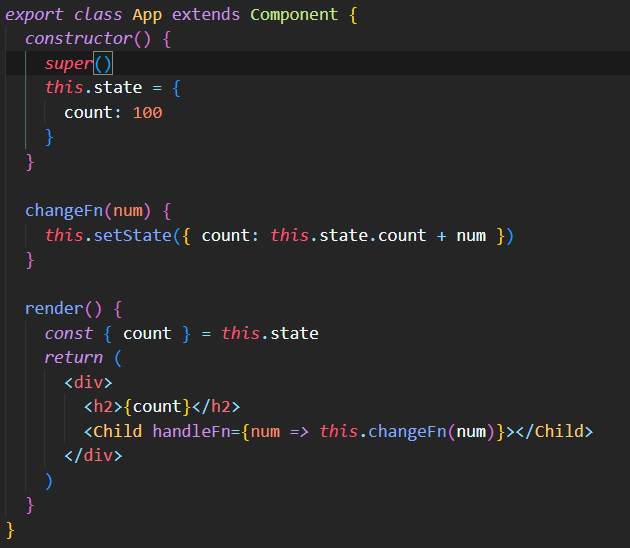 export class App extends Component {
constructor() {
super()
this.state = {
count: 100
}
}
changeFn(num) {
this.setState({ count: this.state.count + num })
}
render() {
const { count } = this.state
return (
<div>
<h2>{count}</h2>
<Child handleFn={num => this.changeFn(num)}></Child>
</div>
)
}
}